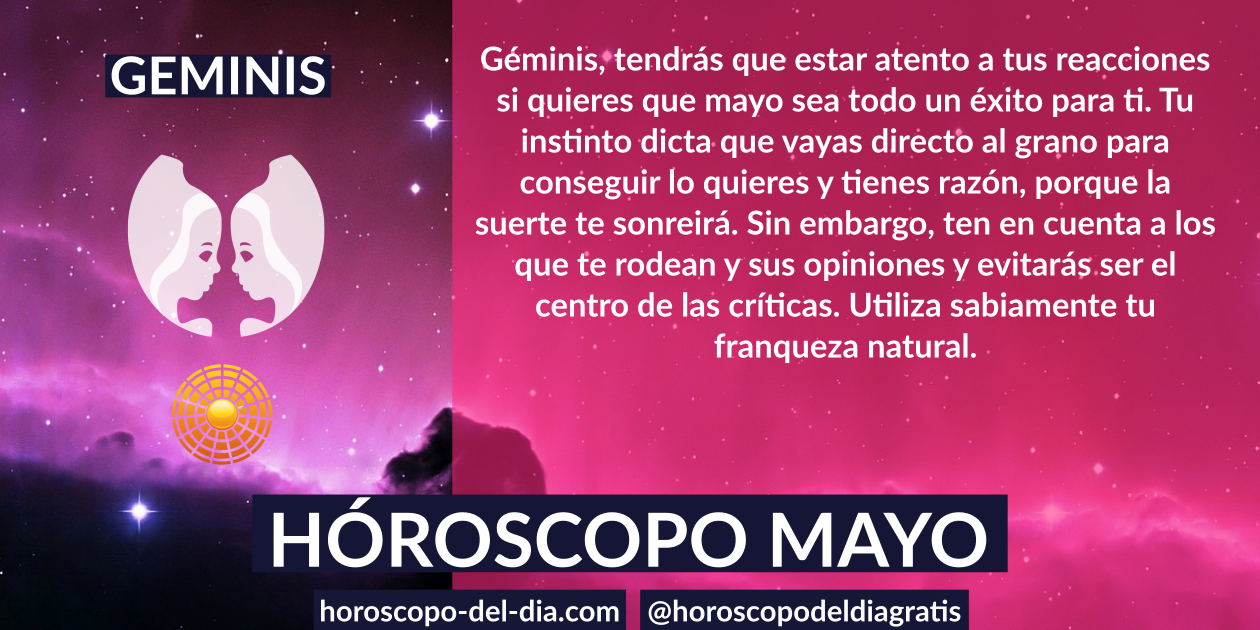 GEMINIS
Géminis, tendrás que estar atento a tus reacciones
si quieres que mayo sea todo un éxito para ti. Tu
instinto dicta que vayas directo al grano para
conseguir lo quieres y tienes razón, porque la
suerte te sonreirá. Sin embargo, ten en cuenta a los
que te rodean y sus opiniones y evitarás ser el
centro de las críticas. Utiliza sabiamente tu
franqueza natural.
HÓROSCOPO MAYO
horoscopo-del-dia.com @horoscopodeldiagratis